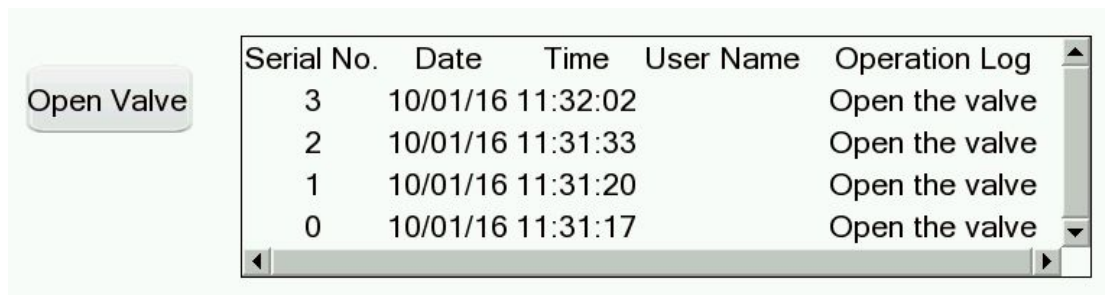 Open Valve
Serial No. Date Time User Name Operation Log
3 10/01/16 11:32:02 Open the valve
2 10/01/16 11:31:33 Open the valve
1 10/01/16 11:31:20 Open the valve
0 10/01/16 11:31:17 Open the valve